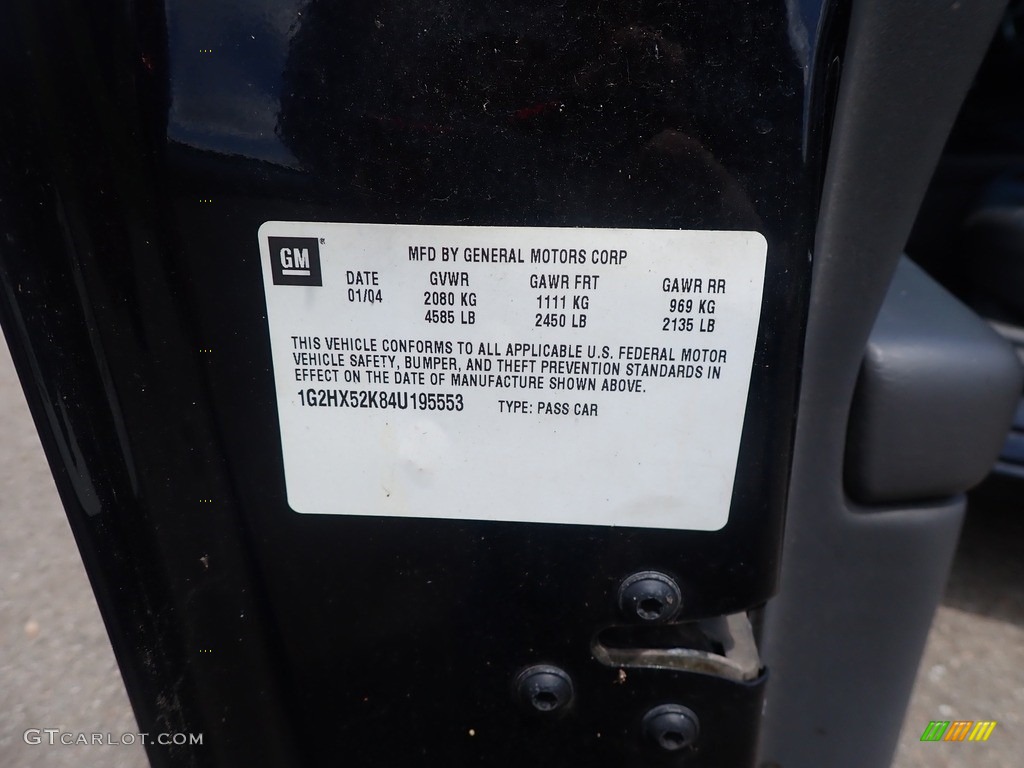 GM ®
MFD BY GENERAL MOTORS CORP
DATE GVWR GAWR FRT GAWR RR
01/04 2080 KG 1111 KG 969 KG
4585 LB 2450 LB 2135 LB
THIS VEHICLE CONFORMS TO ALL APPLICABLE U.S. FEDERAL MOTOR
VEHICLE SAFETY, BUMPER, AND THEFT PREVENTION STANDARDS IN
EFFECT ON THE DATE OF MANUFACTURE SHOWN ABOVE.
1G2HX52K84U195553 TYPE: PASS CAR
GTCARLOT.COM